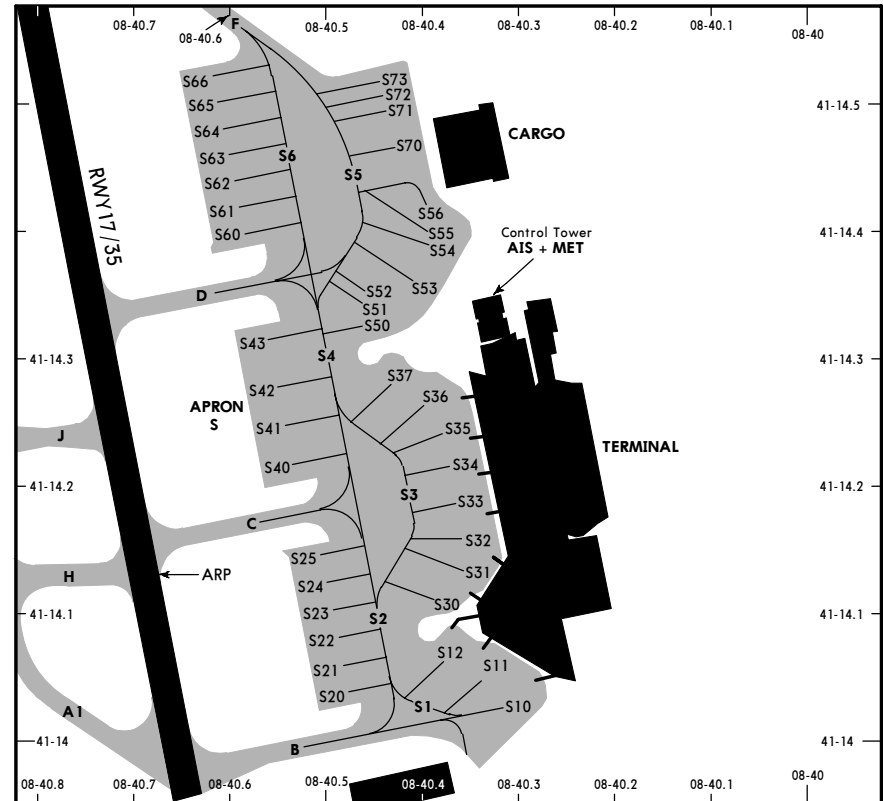 08-40.7
08-40.6
F
08-40.5
08-40.4
08-40.3
08-40.2
08-40.1
08-40
S66
S73
S72
S65
S71
41-14.5
S64
CARGO
S63
S6
S70
RWY17/35
S62
S5
S61
S56
S60
S55
41-14.4
S54
Control Tower
AIS + MET
D
S52
S53
S51
S50
S43
S4
41-14.3
41-14.3
S37
S42
S36
APRON
S
S41
S35
TERMINAL
J
S40
S34
41-14.2
S3
41-14.2
S33
C
S25
S32
H
ARP
S24
S31
S23
S30
41-14.1
S2
41-14.1
S22
S12
S21
S11
S20
A1
S1
S10
41-14
B
41-14
08-40.8
08-40.7
08-40.6
08-40.5
08-40.4
08-40.3
08-40.2
08-40.1
08-40